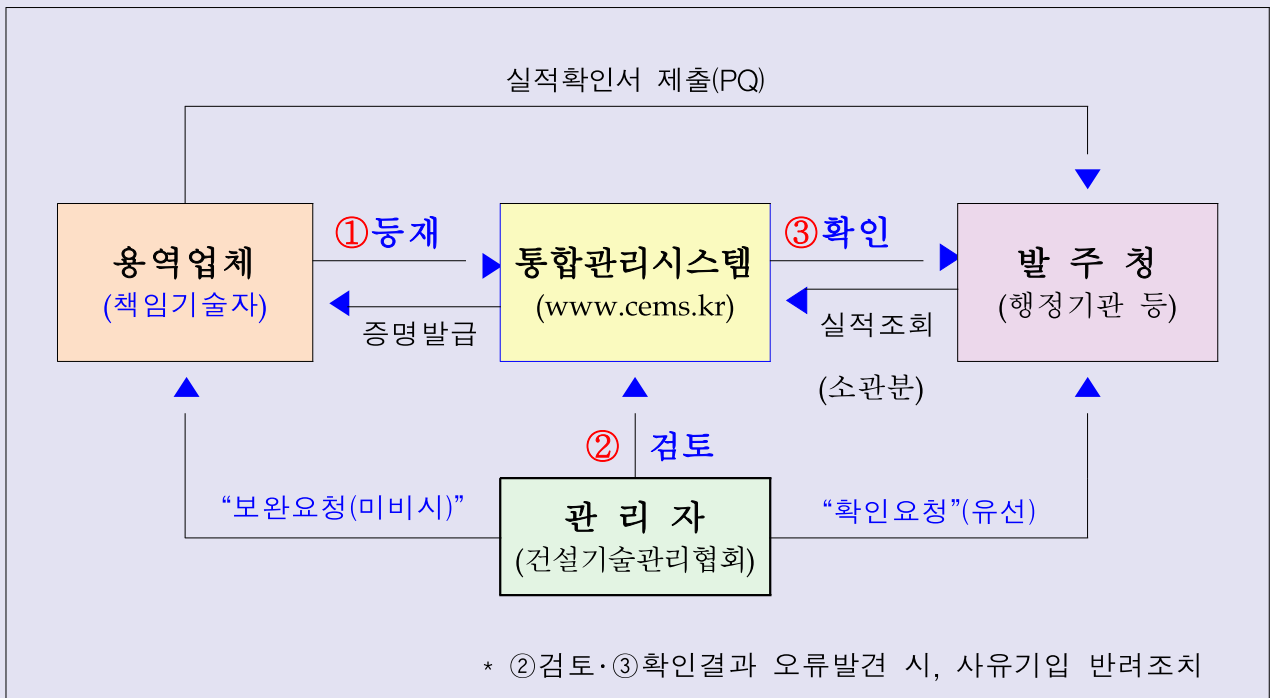 실적확인서 제출(PQ)
①등재
③확인
용역업체
(책임기술자)
통합관리시스템
(www.cems.kr)
발 주 청
(행정기관 등)
증명발급
실적조회
(소관분)
② 검토
“보완요청(미비시)”
관 리 자
(건설기술관리협회)
“확인요청”(유선)
* ②검토·③확인결과 오류발견 시, 사유기입 반려조치